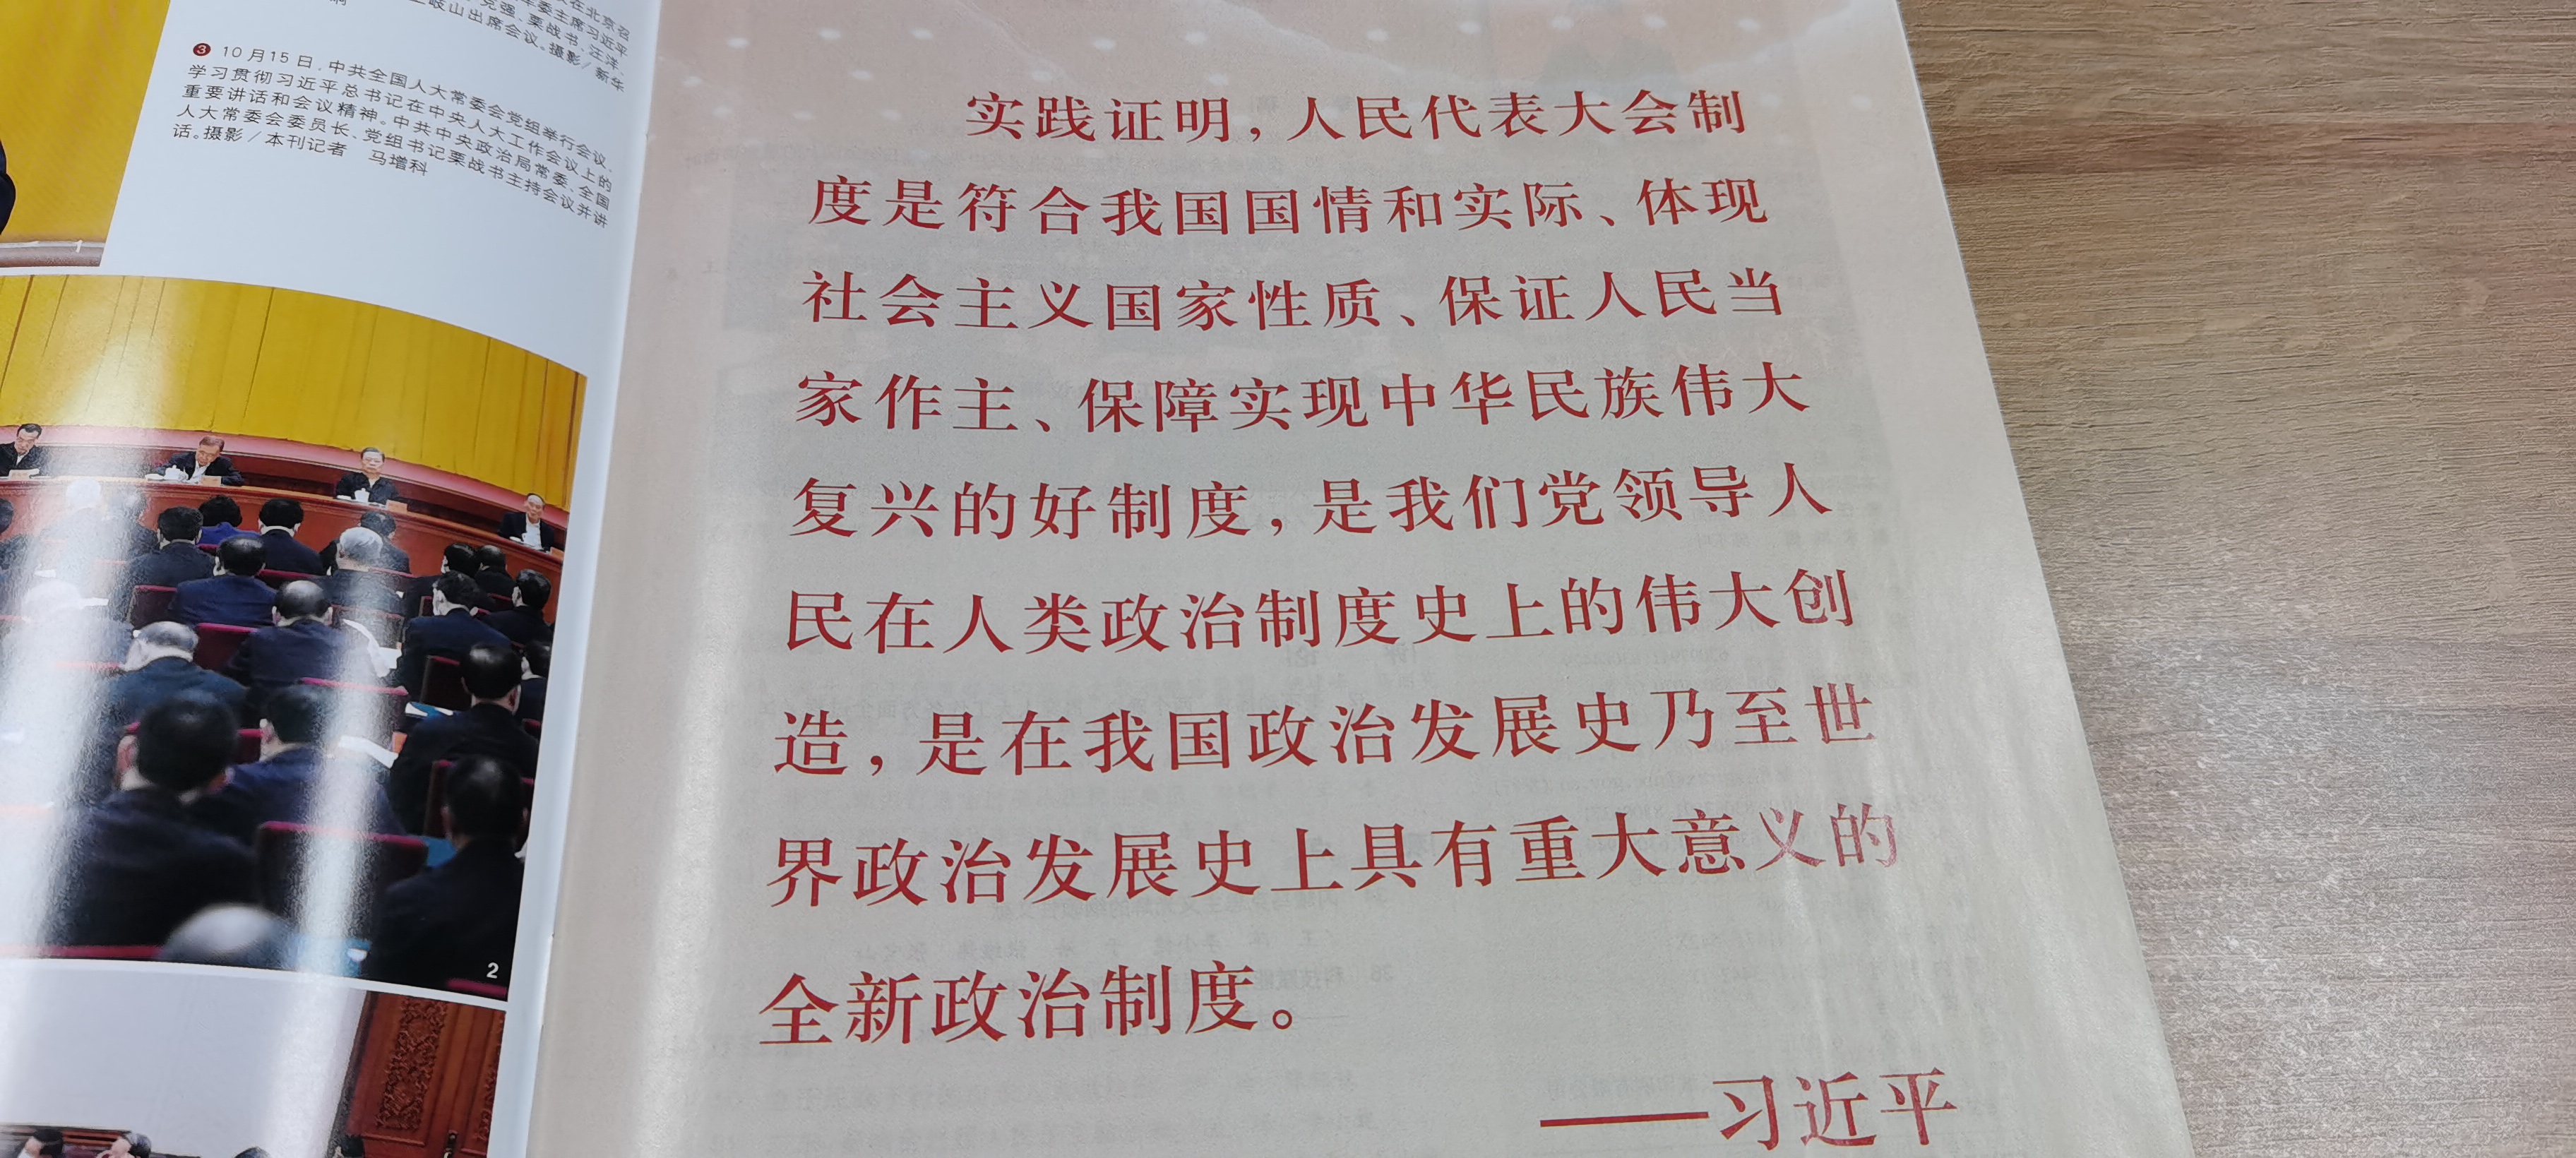 在北京召
委主席习近平
克强、栗战书、汪洋、
岐山出席会议。摄影/新华
❸ 10月15日，中共全国人大常委会党组举行会议，
学习贯彻习近平总书记在中央人大工作会议上的
重要讲话和会议精神。中共中央政治局常委、全国
人大常委会委员长、党组书记栗战书主持会议并讲
话。摄影/本刊记者 马增科
2
实践证明，人民代表大会制
度是符合我国国情和实际、体现
社会主义国家性质、保证人民当
家作主、保障实现中华民族伟大
复兴的好制度，是我们党领导人
民在人类政治制度史上的伟大创
造，是在我国政治发展史乃至世
界政治发展史上具有重大意义的
全新政治制度。
——习近平